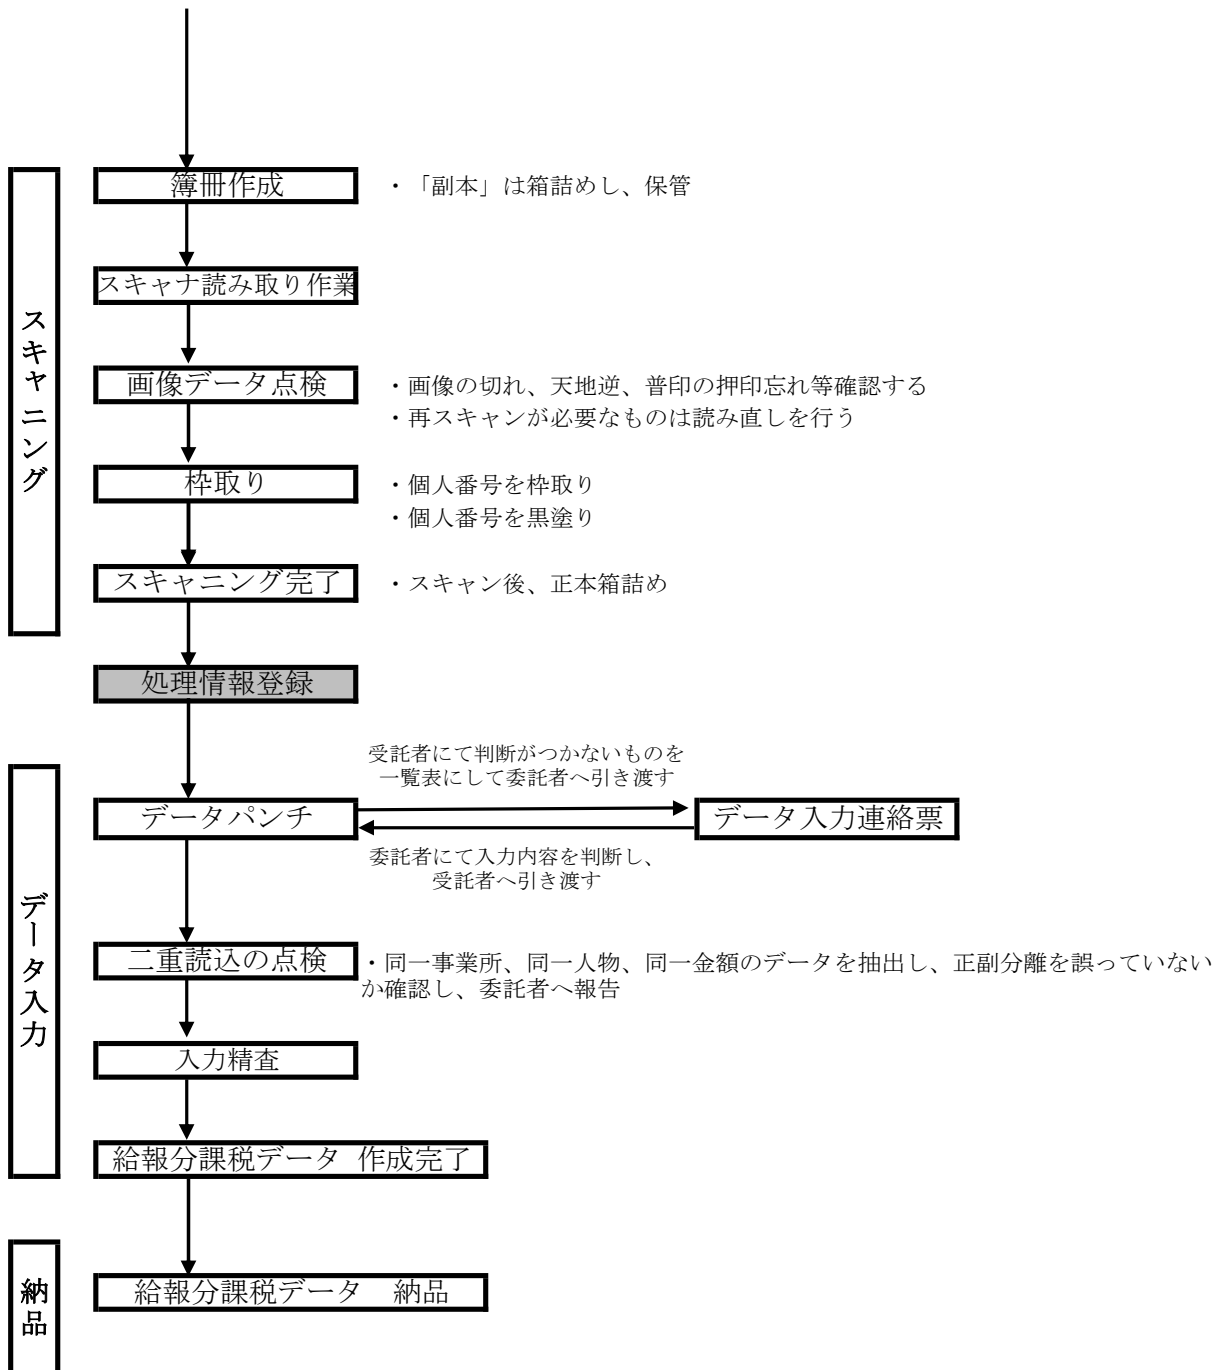 スキャニング
簿冊作成
・「副本」は箱詰めし、保管
スキャナ読み取り作業
画像データ点検
・画像の切れ、天地逆、普印の押印忘れ等確認する
・再スキャンが必要なものは読み直しを行う
枠取り
・個人番号を枠取り
・個人番号を黒塗り
スキャニング完了
・スキャン後、正本箱詰め
処理情報登録
データ入力
受託者にて判断がつかないものを
一覧表にして委託者へ引き渡す
データパンチ
データ入力連絡票
委託者にて入力内容を判断し、
受託者へ引き渡す
二重読込の点検
・同一事業所、同一人物、同一金額のデータを抽出し、正副分離を誤っていない
か確認し、委託者へ報告
入力精査
給報分課税データ 作成完了
納品
給報分課税データ 納品